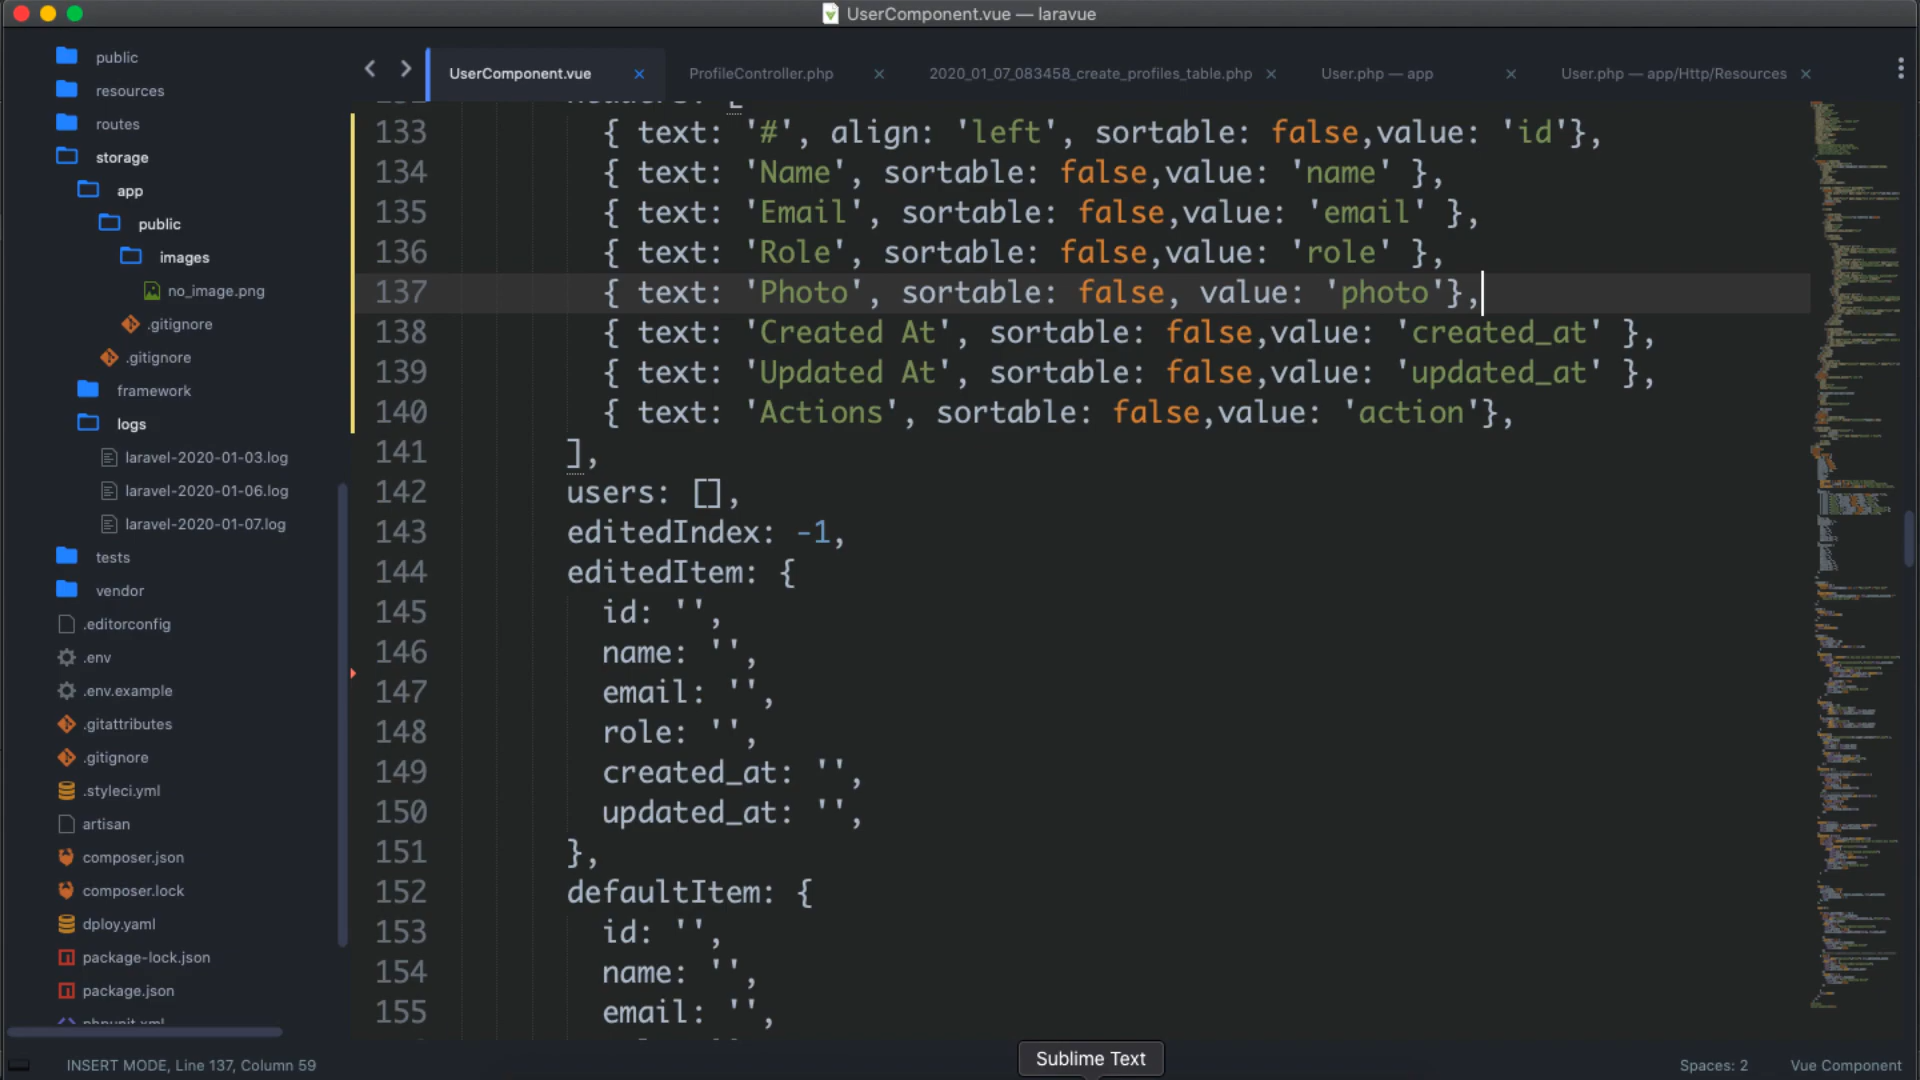 UserComponent.vue — laravue
public
resources
routes
storage
app
public
images
no_image.png
.gitignore
.gitignore
framework
logs
laravel-2020-01-03.log
laravel-2020-01-06.log
laravel-2020-01-07.log
tests
vendor
.editorconfig
.env
.env.example
.gitattributes
.gitignore
.styleci.yml
artisan
composer.json
composer.lock
dploy.yaml
package-lock.json
package.json
phpunit.xml
UserComponent.vue × ProfileController.php × 2020_01_07_083458_create_profiles_table.php × User.php — app × User.php — app/Http/Resources ×
132 headers: [
133 { text: '#', align: 'left', sortable: false,value: 'id'},
134 { text: 'Name', sortable: false,value: 'name' },
135 { text: 'Email', sortable: false,value: 'email' },
136 { text: 'Role', sortable: false,value: 'role' },
137 { text: 'Photo', sortable: false, value: 'photo'},
138 { text: 'Created At', sortable: false,value: 'created_at' },
139 { text: 'Updated At', sortable: false,value: 'updated_at' },
140 { text: 'Actions', sortable: false,value: 'action'},
141 ],
142 users: [],
143 editedIndex: -1,
144 editedItem: {
145 id: '',
146 name: '',
147 email: '',
148 role: '',
149 created_at: '',
150 updated_at: '',
151 },
152 defaultItem: {
153 id: '',
154 name: '',
155 email: '',
Sublime Text
INSERT MODE, Line 137, Column 59
Spaces: 2
Vue Component